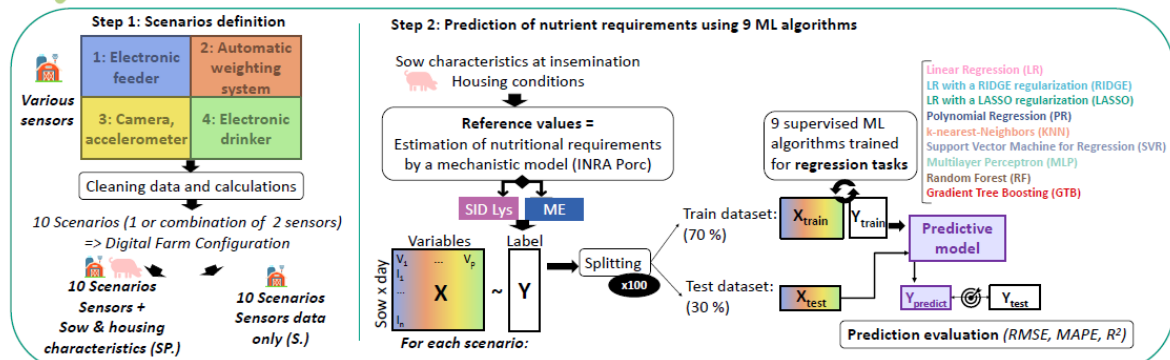 Step 1: Scenarios definition
Various
sensors
1: Electronic
feeder
2: Automatic
weighting
system
3: Camera,
accelerometer
4: Electronic
drinker
Cleaning data and calculations
10 Scenarios (1 or combination of 2 sensors)
=> Digital Farm Configuration
10 Scenarios
Sensors +
Sow & housing
characteristics (SP.)
10 Scenarios
Sensors data
only (S.)
Step 2: Prediction of nutrient requirements using 9 ML algorithms
Sow characteristics at insemination
Housing conditions
Reference values =
Estimation of nutritional requirements
by a mechanistic model (INRA Porc)
SID Lys
ME
Variables
Label
Sow x day
V1 ... Vp
I1
...
In
X
~
Y
For each scenario:
Splitting
x100
Train dataset:
(70 %)
Test dataset:
(30 %)
9 supervised ML
algorithms trained
for regression tasks
Linear Regression (LR)
LR with a RIDGE regularization (RIDGE)
LR with a LASSO regularization (LASSO)
Polynomial Regression (PR)
k-nearest-Neighbors (KNN)
Support Vector Machine for Regression (SVR)
Multilayer Perceptron (MLP)
Random Forest (RF)
Gradient Tree Boosting (GTB)
Xtrain
Ytrain
Predictive
model
Xtest
Ypredict
Ytest
Prediction evaluation (RMSE, MAPE, R²)